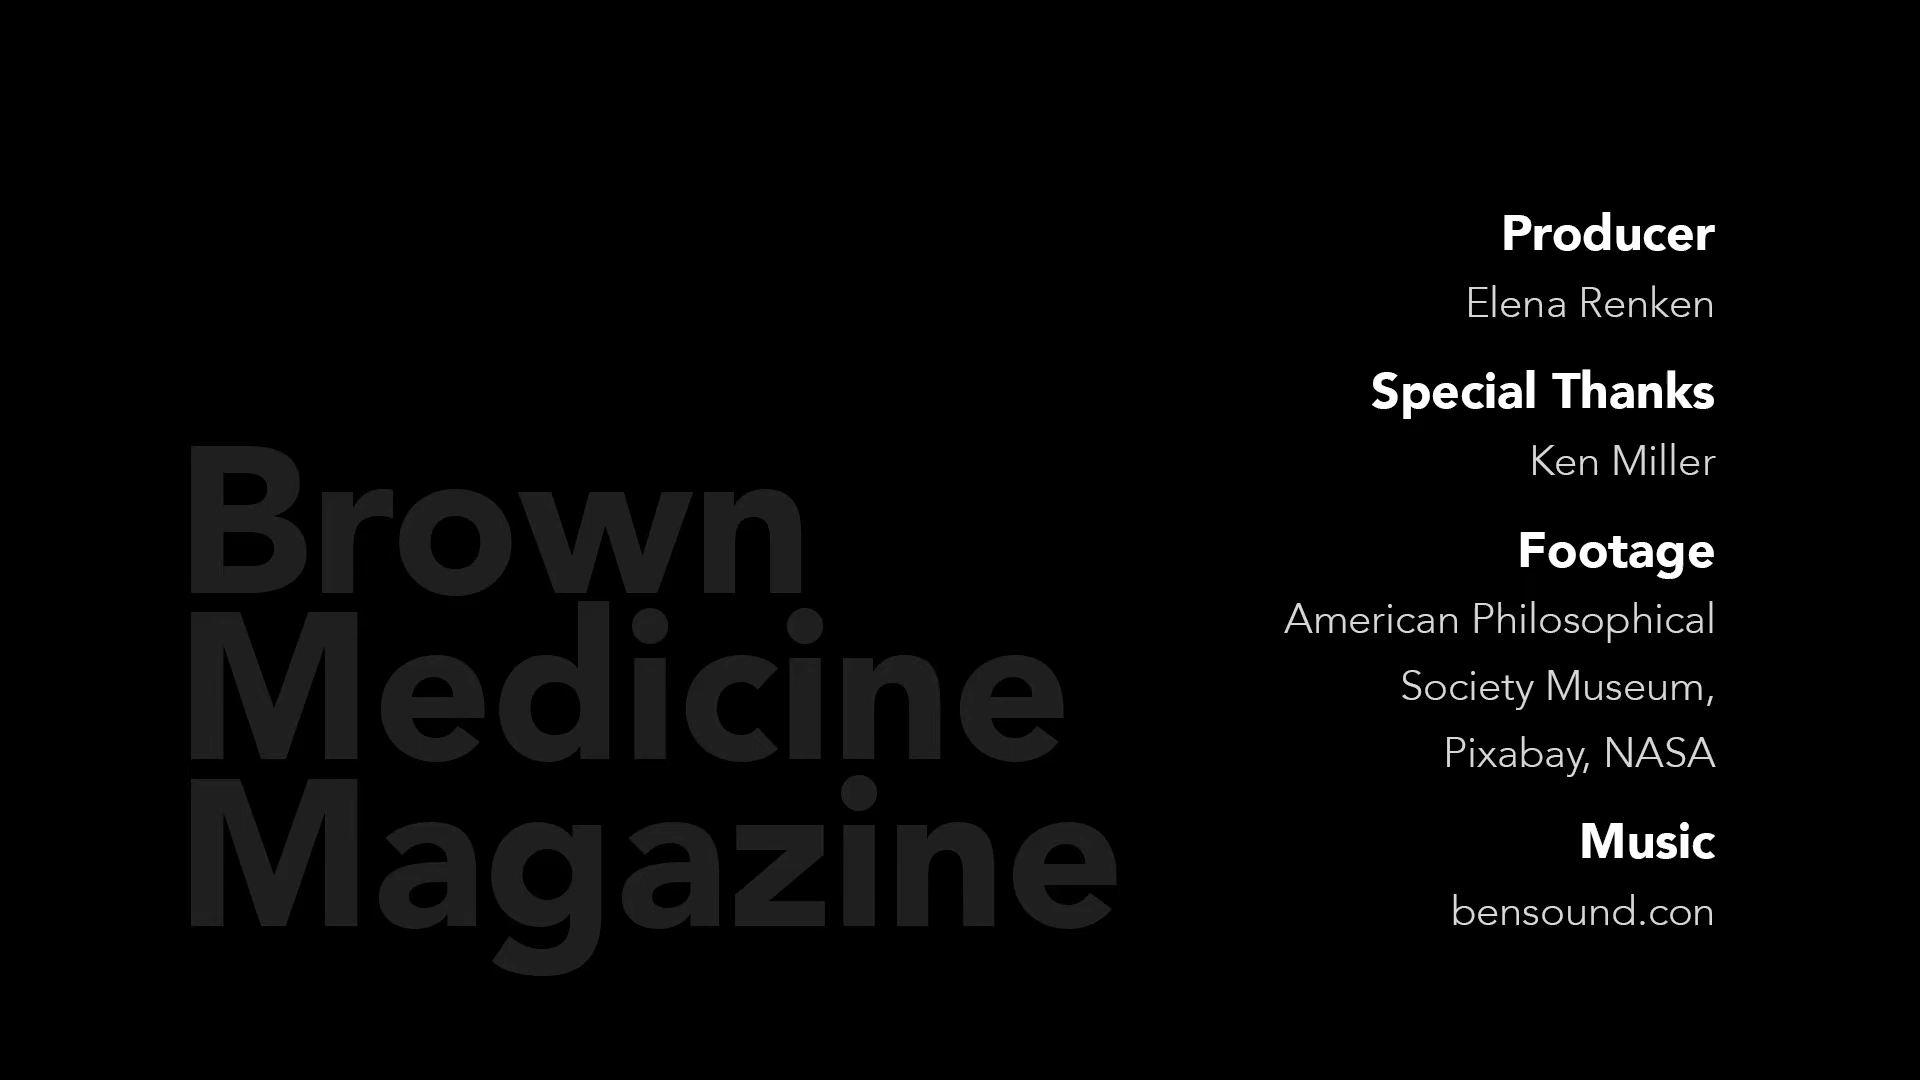 Brown
Medicine
Magazine
Producer
Elena Renken
Special Thanks
Ken Miller
Footage
American Philosophical
Society Museum,
Pixabay, NASA
Music
bensound.con